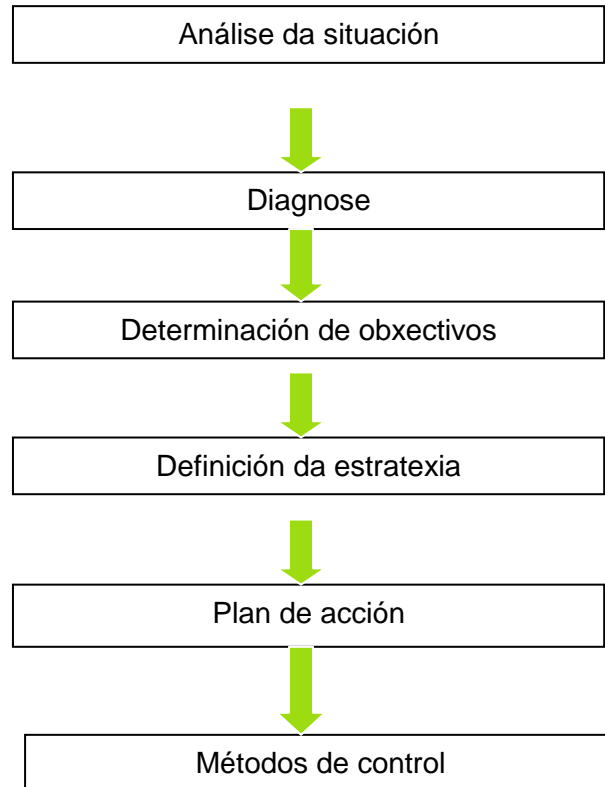 Análise da situación
Diagnose
Determinación de obxectivos
Definición da estratexia
Plan de acción
Métodos de control